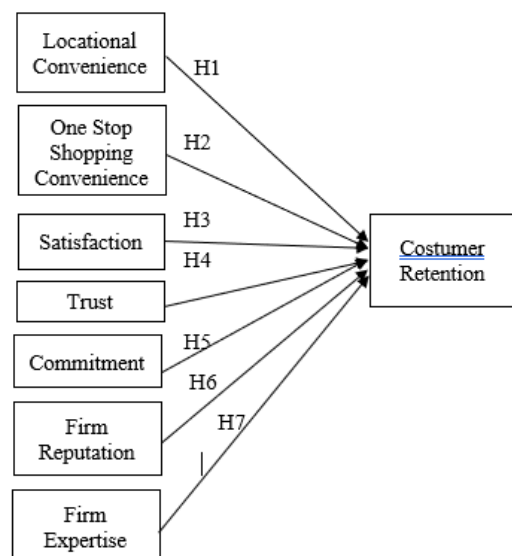 Locational
Convenience
H1
One Stop
Shopping
Convenience
H2
Satisfaction
H3
H4
Trust
Commitment
H5
Firm
Reputation
H6
Firm
Expertise
H7
Costumer
Retention